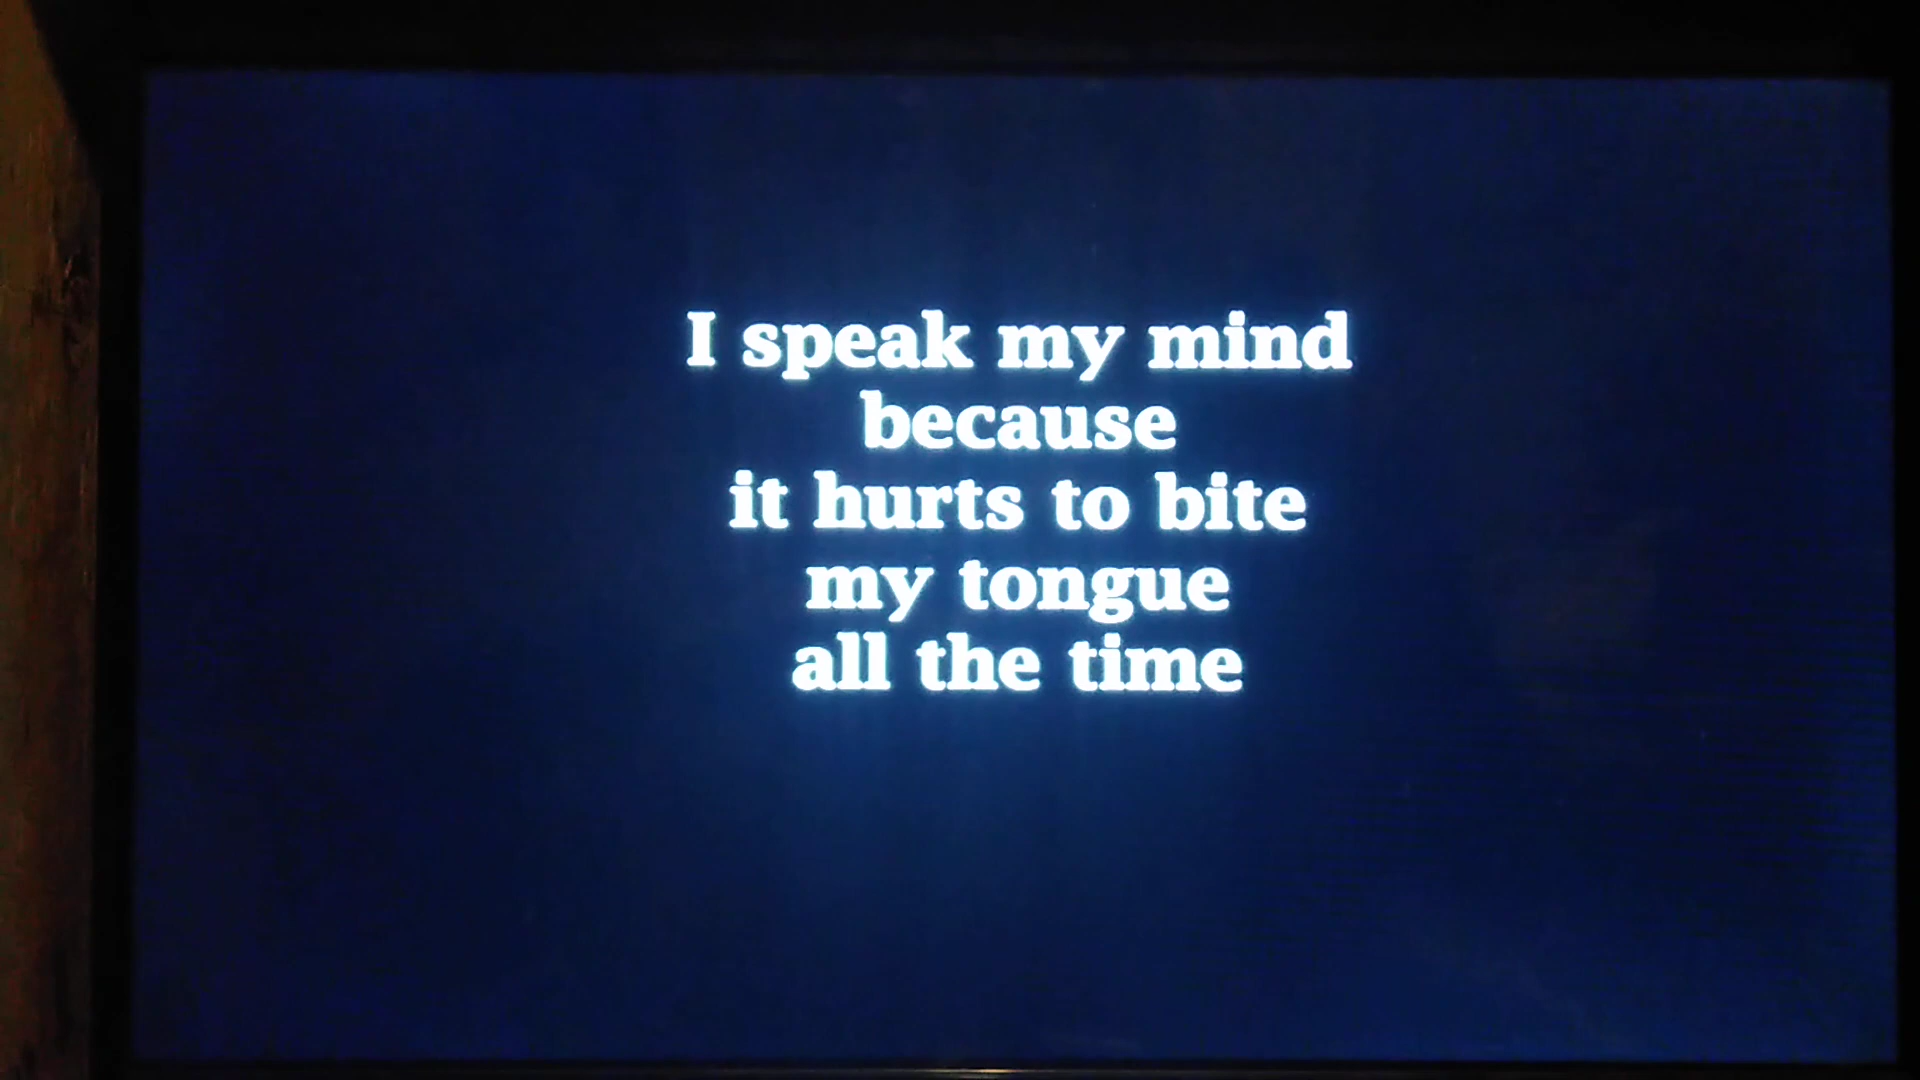 I speak my mind
because
it hurts to bite
my tongue
all the time